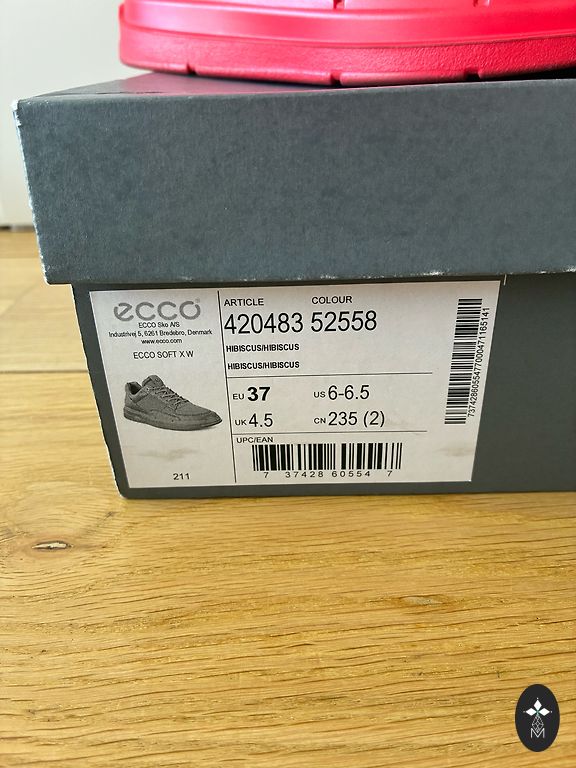 ecco®
ECCO Sko A/S
Industrivej 5, 6261 Bredebro, Denmark
www.ecco.com
ECCO SOFT X W
211
ARTICLE COLOUR
420483 52558
HIBISCUS/HIBISCUS
HIBISCUS/HIBISCUS
EU 37 US 6-6.5
UK 4.5 CN 235 (2)
UPC/EAN
7 37428 60554 7
73742860554770004711651 41
M